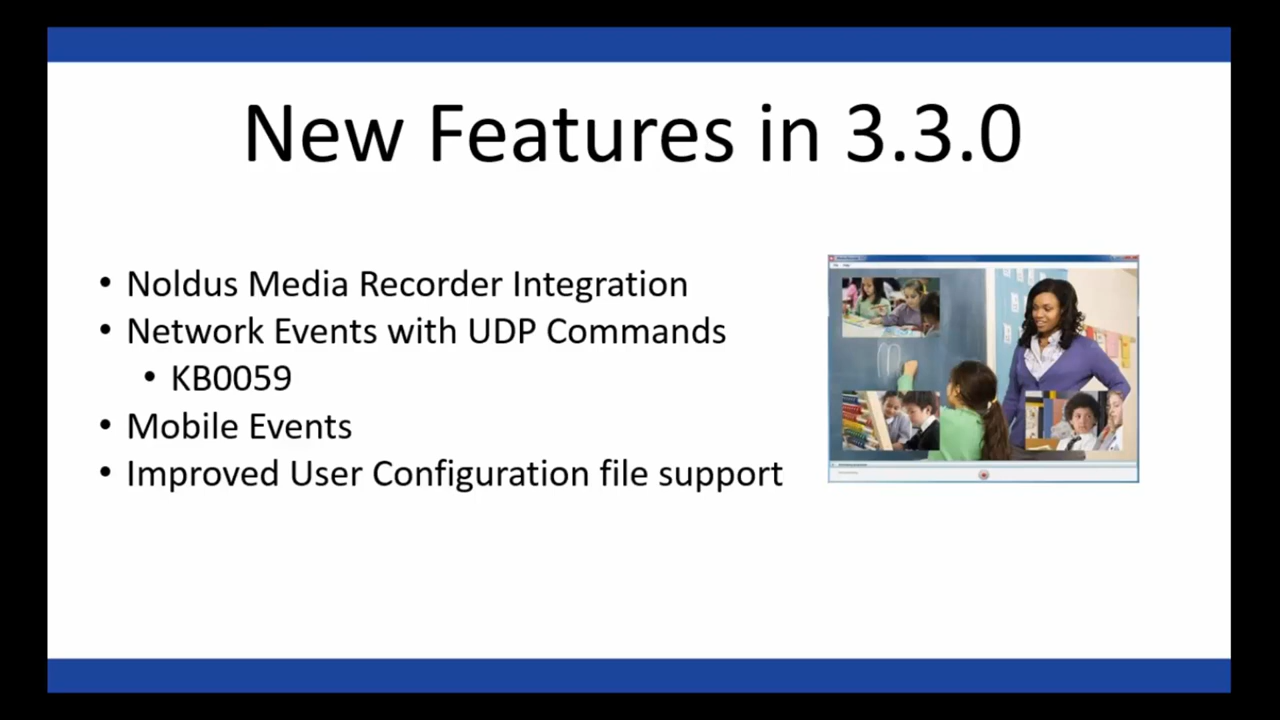 New Features in 3.3.0
• Noldus Media Recorder Integration
• Network Events with UDP Commands
• KB0059
• Mobile Events
• Improved User Configuration file support